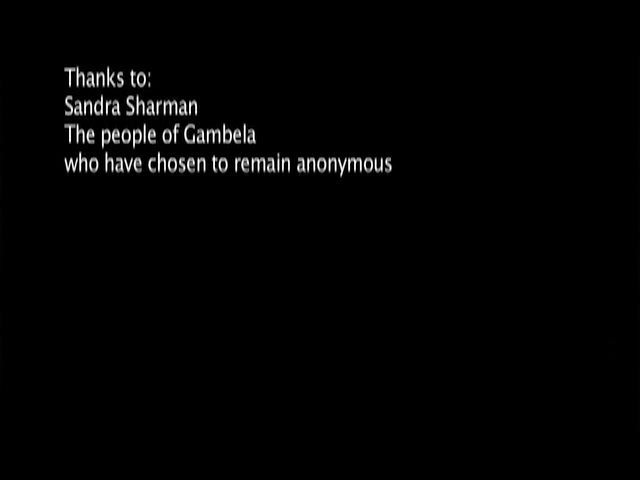 Thanks to:
Sandra Sharman
The people of Gambela
who have chosen to remain anonymous